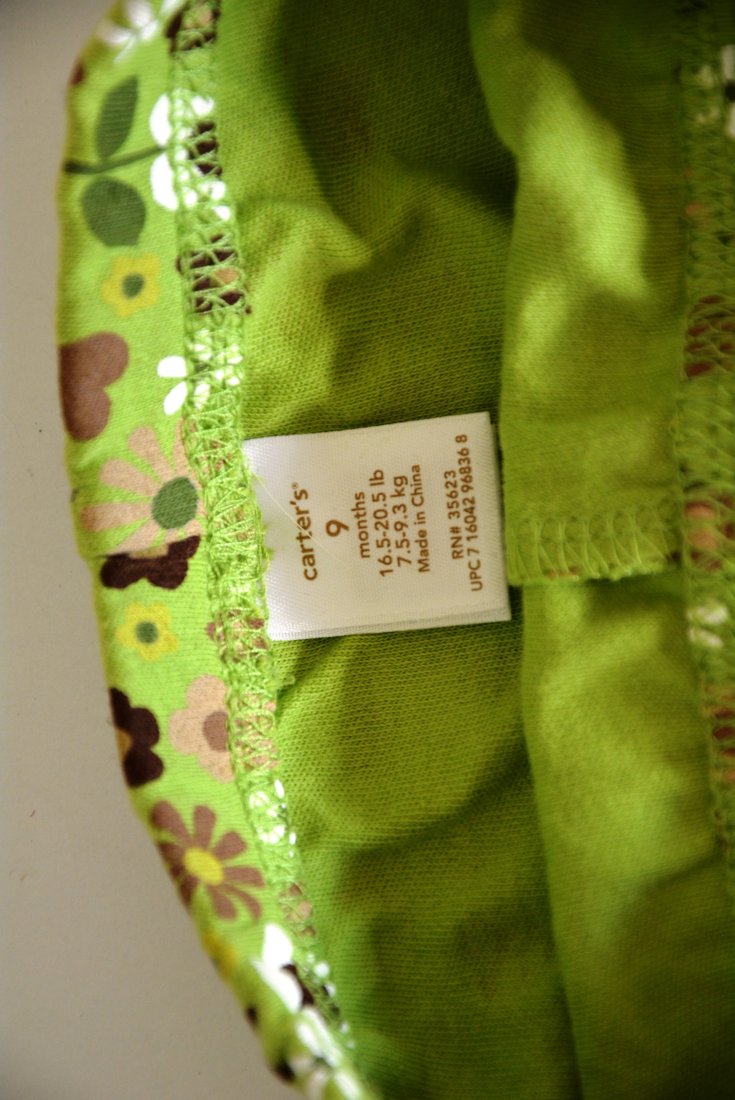 carter's®
9
months
16.5-20.5 lb
7.5-9.3 kg
Made in China
RN# 35623
UPC 7 16042 96836 8